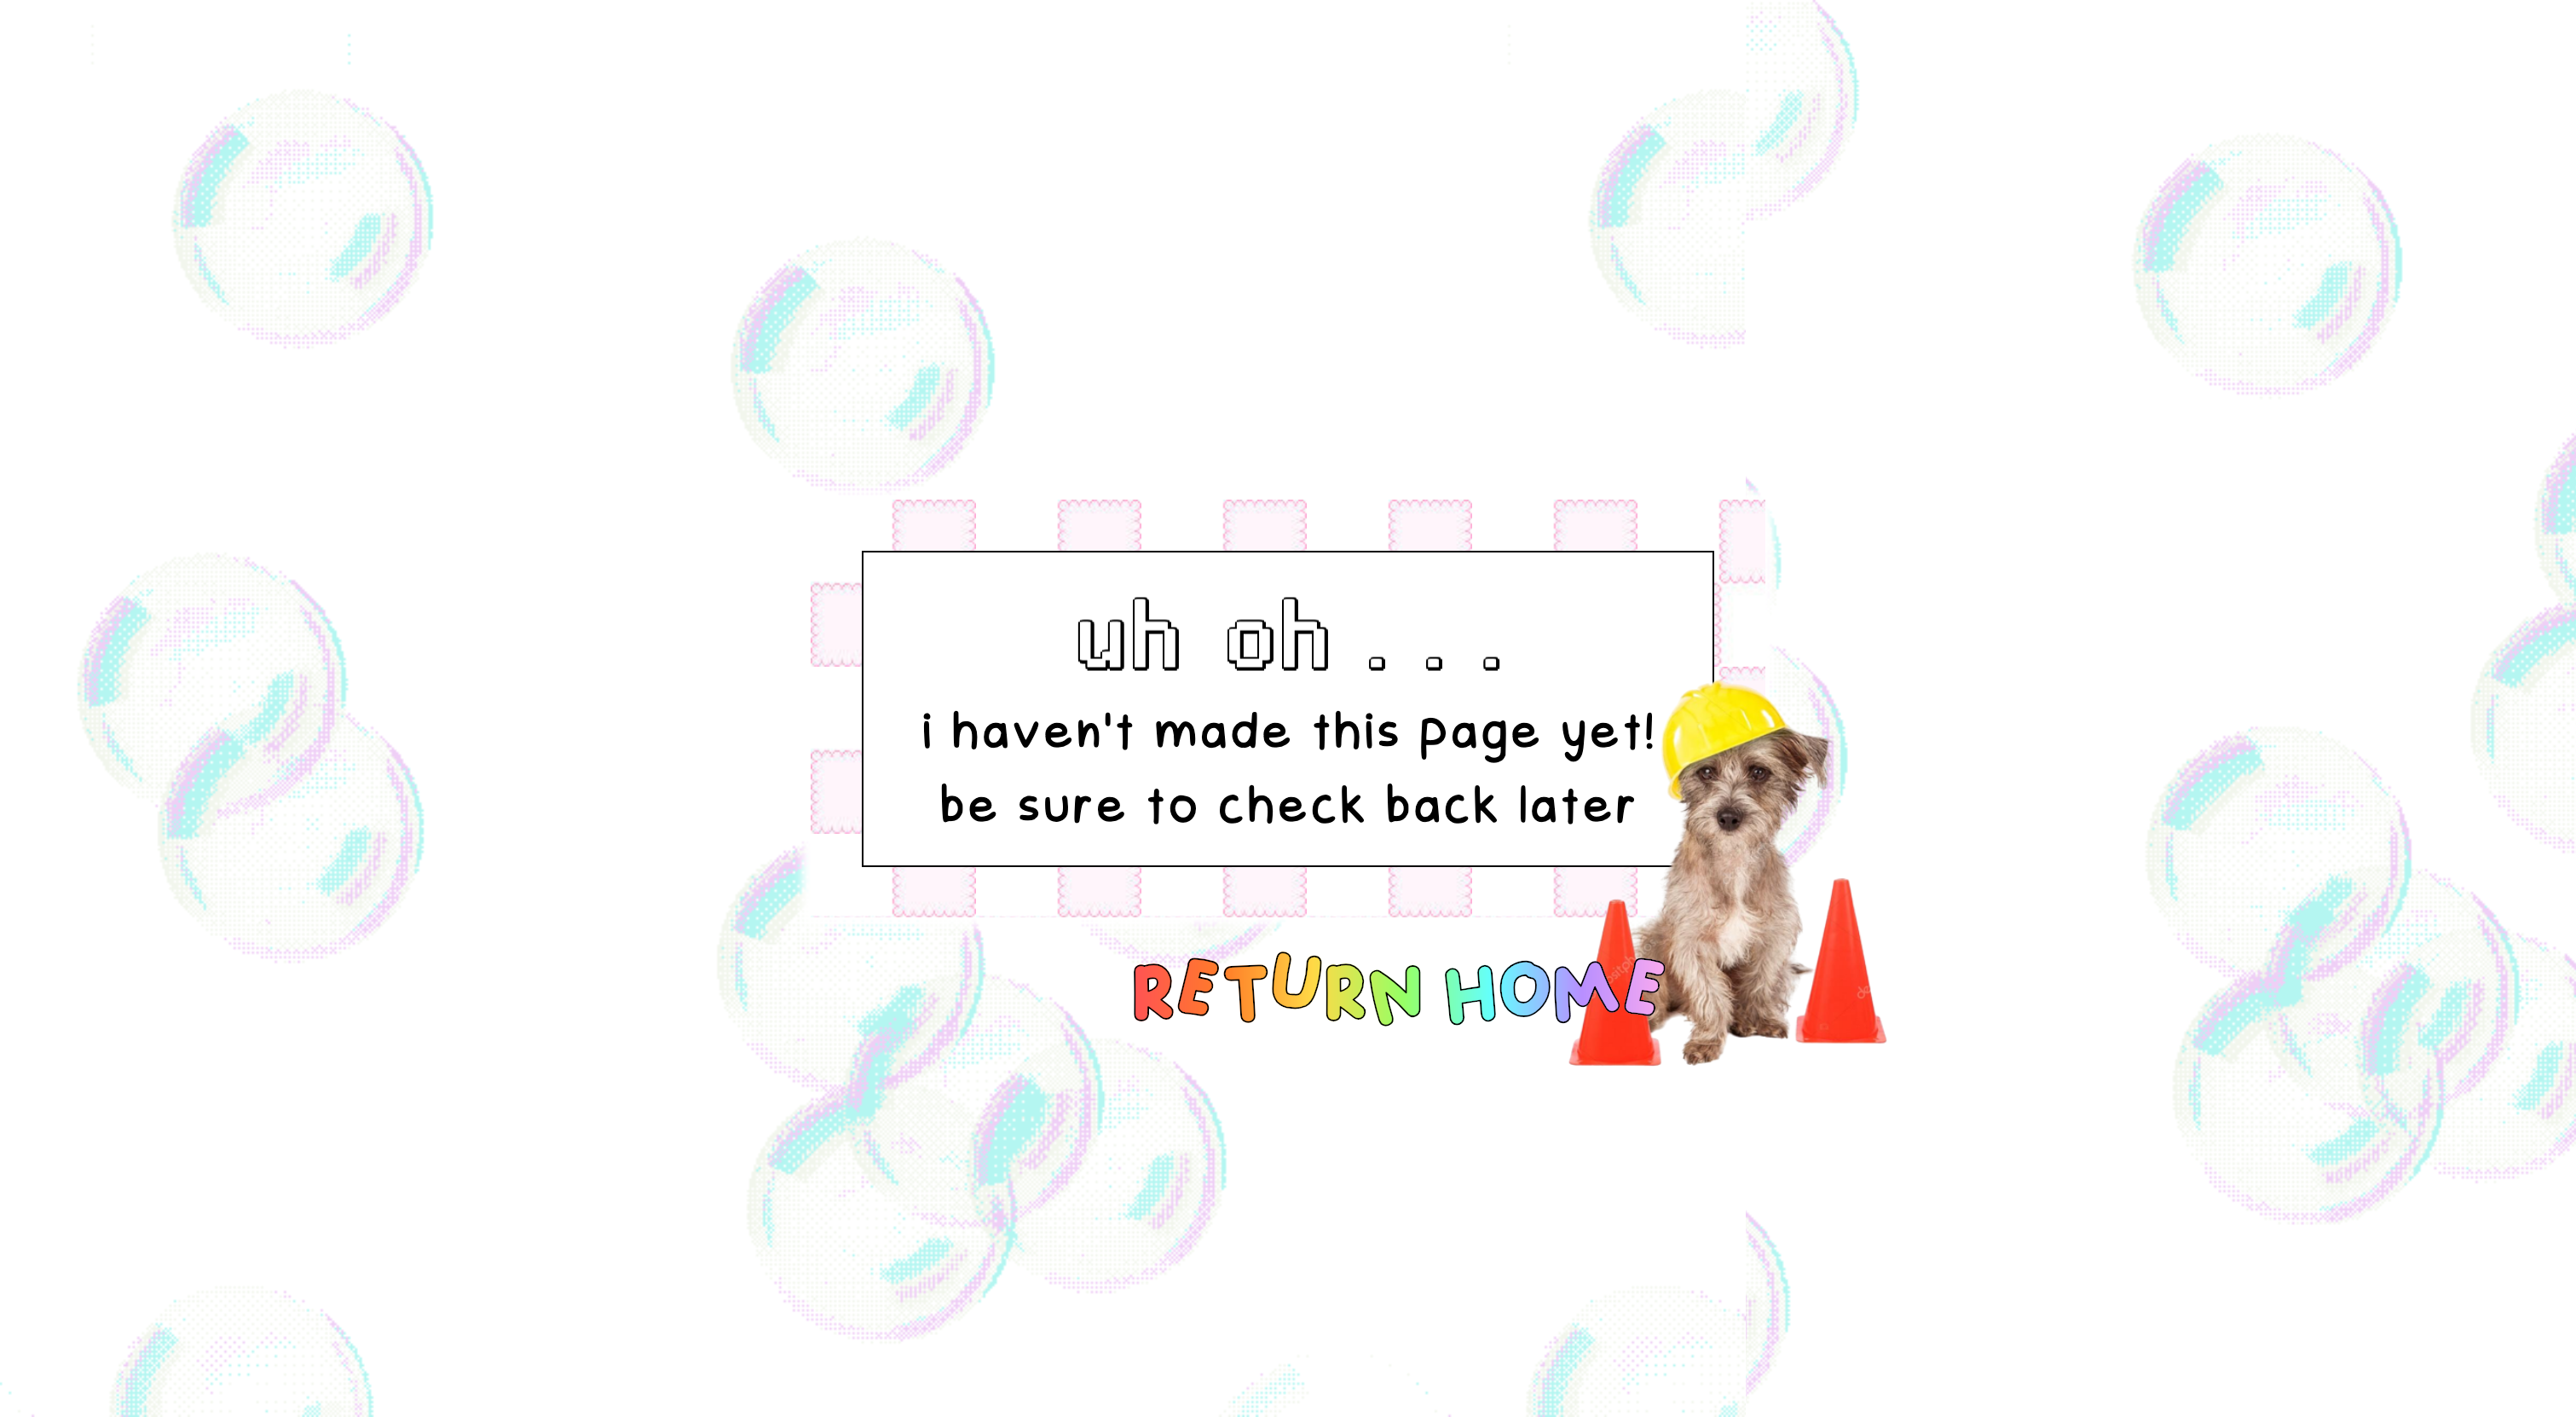 uh oh...
i haven't made this page yet!
be sure to check back later
RETURN HOME